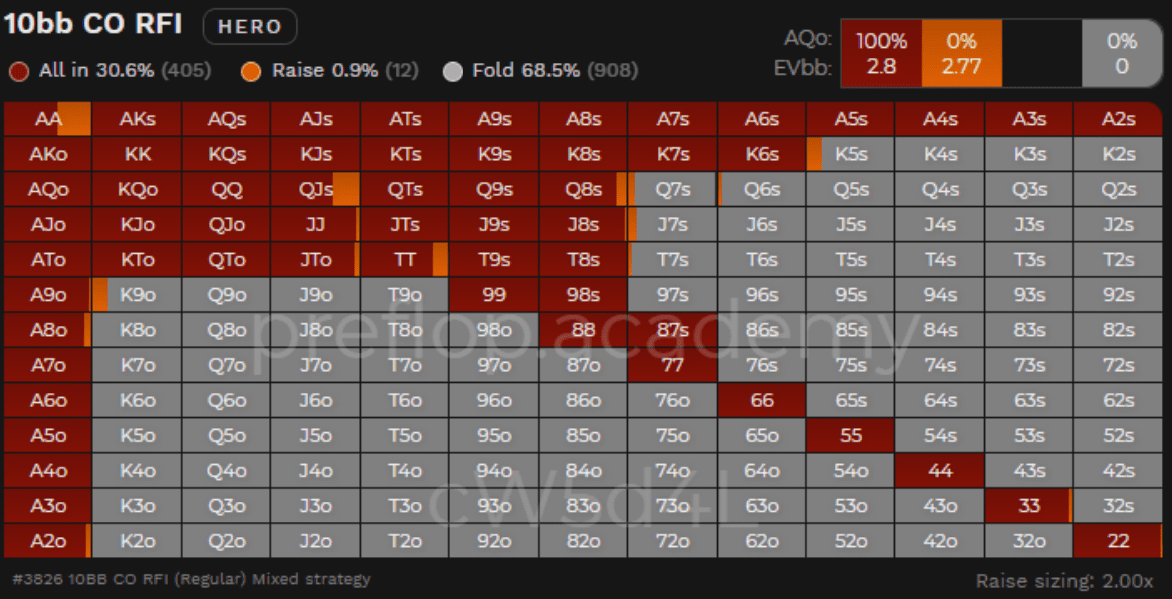 10bb CO RFI HERO
All in 30.6% (405) Raise 0.9% (12) Fold 68.5% (908)
AQo: 100% 0% 0%
EVbb: 2.8 2.77 0
AA AKs AQs AJs ATs A9s A8s A7s A6s A5s A4s A3s A2s
AKo KK KQs KJs KTs K9s K8s K7s K6s K5s K4s K3s K2s
AQo KQo QQ QJs QTs Q9s Q8s Q7s Q6s Q5s Q4s Q3s Q2s
AJo KJo QJo JJ JTs J9s J8s J7s J6s J5s J4s J3s J2s
ATo KTo QTo JTo TT T9s T8s T7s T6s T5s T4s T3s T2s
A9o K9o Q9o J9o T9o 99 98s 97s 96s 95s 94s 93s 92s
A8o K8o Q8o J8o T8o 98o 88 87s 86s 85s 84s 83s 82s
preflop.academy
A7o K7o Q7o J7o T7o 97o 87o 77 76s 75s 74s 73s 72s
A6o K6o Q6o J6o T6o 96o 86o 76o 66 65s 64s 63s 62s
A5o K5o Q5o J5o T5o 95o 85o 75o 65o 55 54s 53s 52s
A4o K4o Q4o J4o T4o 94o 84o 74o 64o 54o 44 43s 42s
A3o K3o Q3o J3o T3o 93o 83o 73o 63o 53o 43o 33 32s
cW5d4L
A2o K2o Q2o J2o T2o 92o 82o 72o 62o 52o 42o 32o 22
#3826 10BB CO RFI (Regular) Mixed strategy Raise sizing: 2.00x